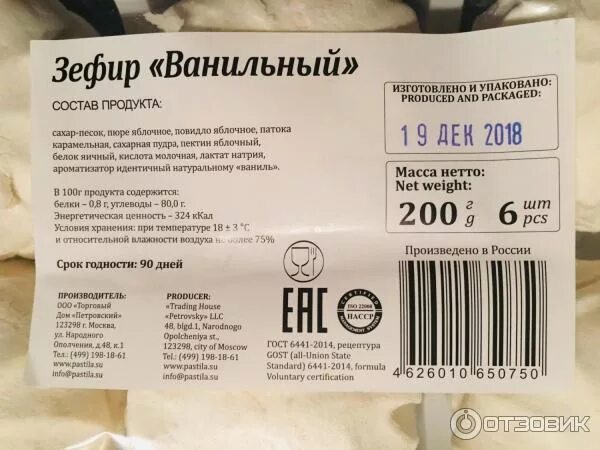 Зефир «Ванильный»
СОСТАВ ПРОДУКТА:
сахар-песок, пюре яблочное, повидло яблочное, патока
карамельная, сахарная пудра, пектин яблочный,
белок яичный, кислота молочная, лактат натрия,
ароматизатор идентичный натуральному «ваниль».
В 100г продукта содержится:
белки – 0,8 г, углеводы – 80,0 г.
Энергетическая ценность – 324 кКал
Условия хранения: при температуре 18 ± 3 °С
и относительной влажности воздуха не более 75%
Срок годности: 90 дней
ПРОИЗВОДИТЕЛЬ:
ООО «Торговый
Дом «Петровский»
123298 г. Москва,
ул. Народного
Ополчения, д.48, к.1
Тел.: (499) 198-18-61
www.pastila.su
info@pastila.su
PRODUCER:
«Trading House
«Petrovsky» LLC
48, blgd.1, Narodnogo
Opolcheniya st.,
123298, city of Moscow
Tel.: (499) 198-18-61
www.pastila.su
info@pastila.su
EAC
CERTIFIED
ISO 22000
HACCP
MANAGEMENT SYSTEM
ГОСТ 6441-2014, рецептура
GOST (all-Union State
Standard) 6441-2014, formula
Voluntary certification
ИЗГОТОВЛЕНО И УПАКОВАНО:
PRODUCED AND PACKAGED:
19 ДЕК 2018
Масса нетто:
Net weight:
200 г g 6 шт pcs
Произведено в России
4 626010 650750
ОТЗОВИК